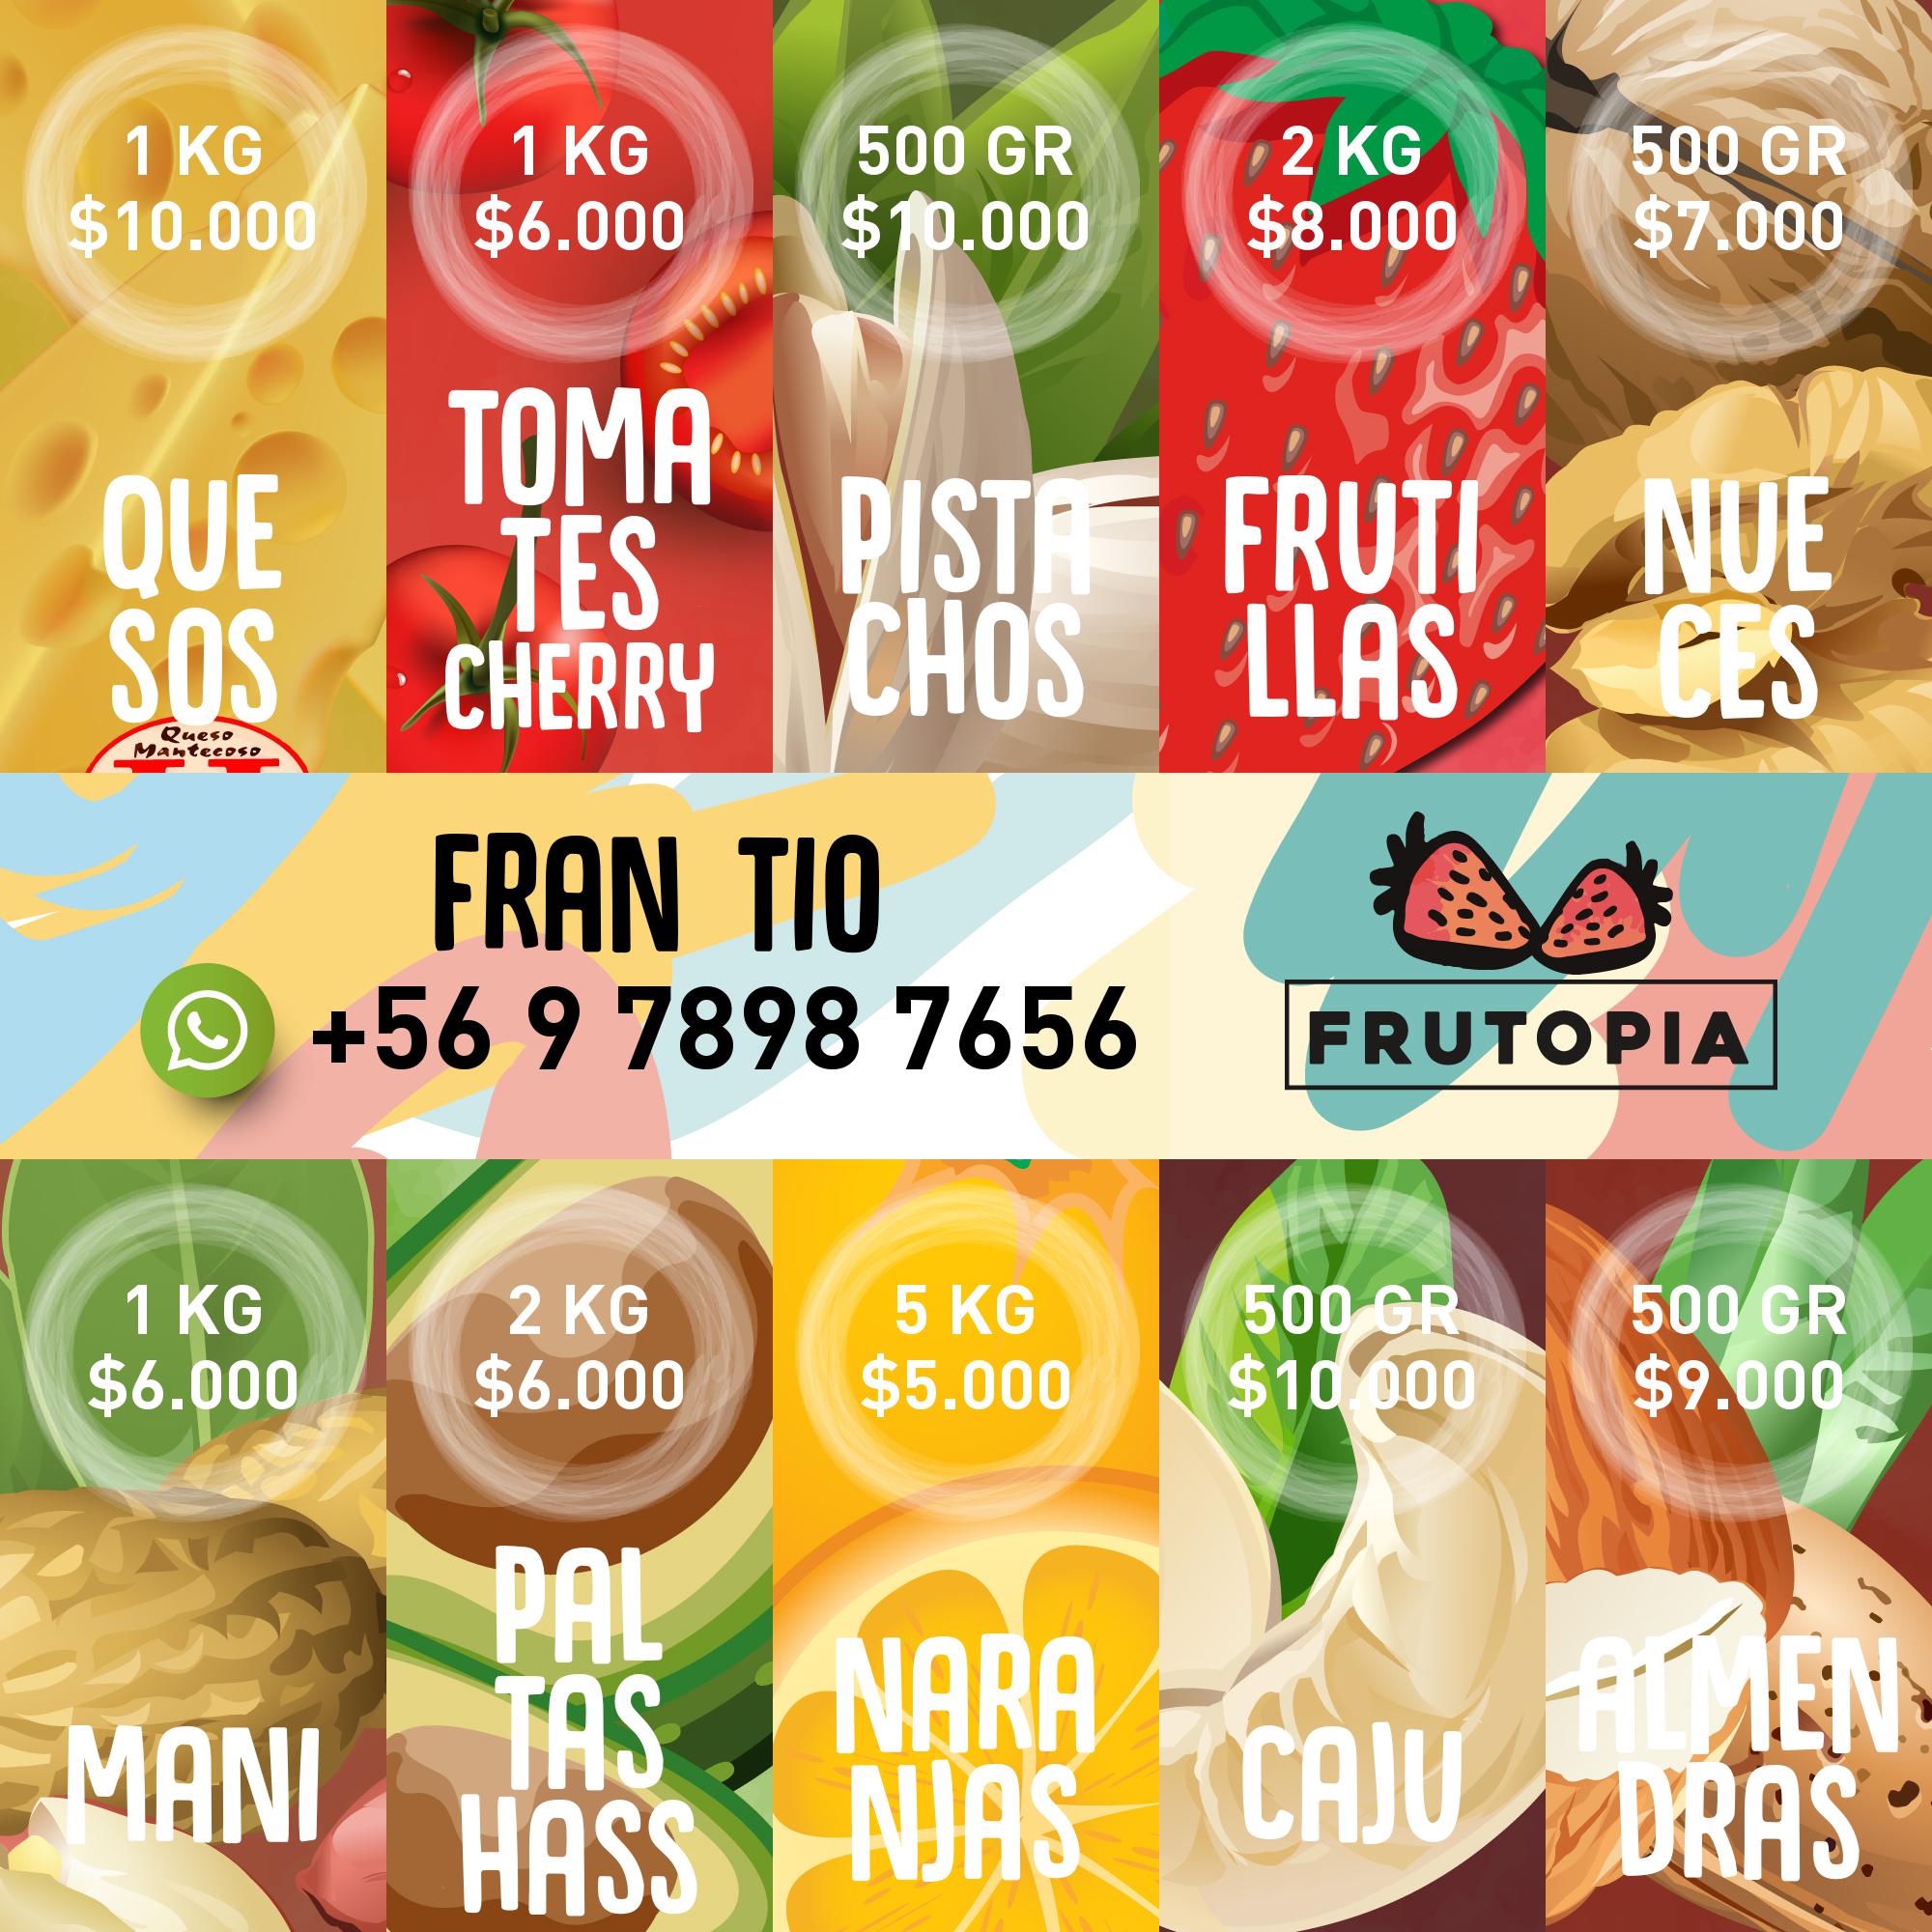 1 KG
$10.000
QUE
SOS
Queso
Mantecoso
1 KG
$6.000
TOMA
TES
CHERRY
500 GR
$10.000
PISTA
CHOS
2 KG
$8.000
FRUTI
LLAS
500 GR
$7.000
NUE
CES
FRAN TIO
+56 9 7898 7656
FRUTOPIA
1 KG
$6.000
MANI
2 KG
$6.000
PAL
TAS
HASS
5 KG
$5.000
NARA
NJAS
500 GR
$10.000
CAJU
500 GR
$9.000
ALMEN
DRAS